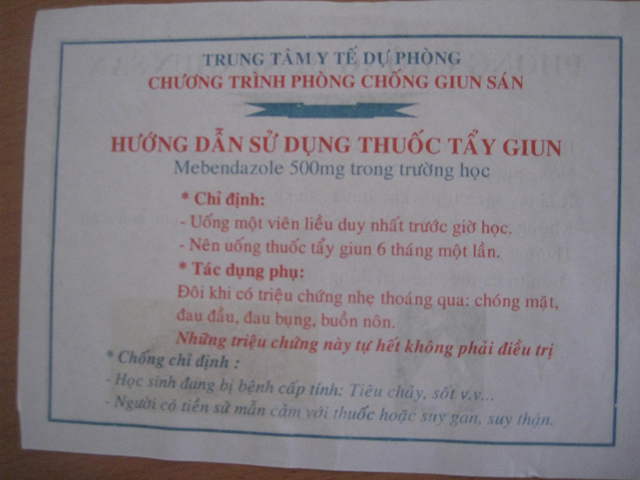 TRUNG TÂM Y TẾ DỰ PHÒNG
CHƯƠNG TRÌNH PHÒNG CHỐNG GIUN SÁN
HƯỚNG DẪN SỬ DỤNG THUỐC TẨY GIUN
Mebendazole 500mg trong trường học
* Chỉ định:
- Uống một viên liều duy nhất trước giờ học.
- Nên uống thuốc tẩy giun 6 tháng một lần.
* Tác dụng phụ:
Đôi khi có triệu chứng nhẹ thoáng qua: chóng mặt,
đau đầu, đau bụng, buồn nôn.
Những triệu chứng này tự hết không phải điều trị
* Chống chỉ định :
- Học sinh đang bị bệnh cấp tính: Tiêu chảy, sốt v.v...
- Người có tiền sử mẫn cảm với thuốc hoặc suy gan, suy thận.